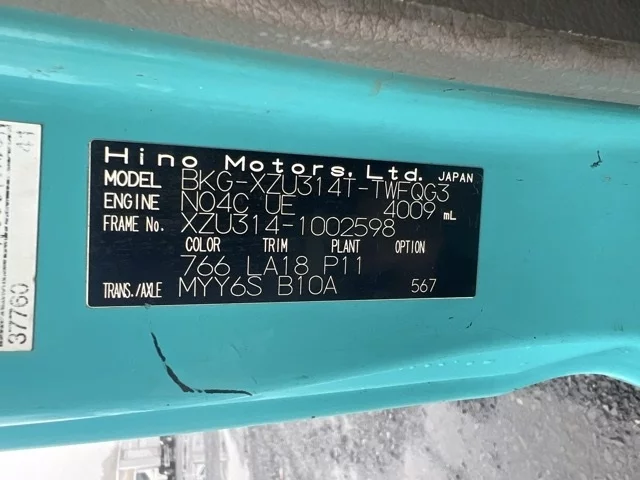 Hino Motors, Ltd. JAPAN
MODEL BKG-XZU314T-TWFQG3
ENGINE N04C UE 4009 mL
FRAME No. XZU314-1002598
COLOR TRIM PLANT OPTION
766 LA18 P11
TRANS./AXLE MYY6S B10A 567
37760
41